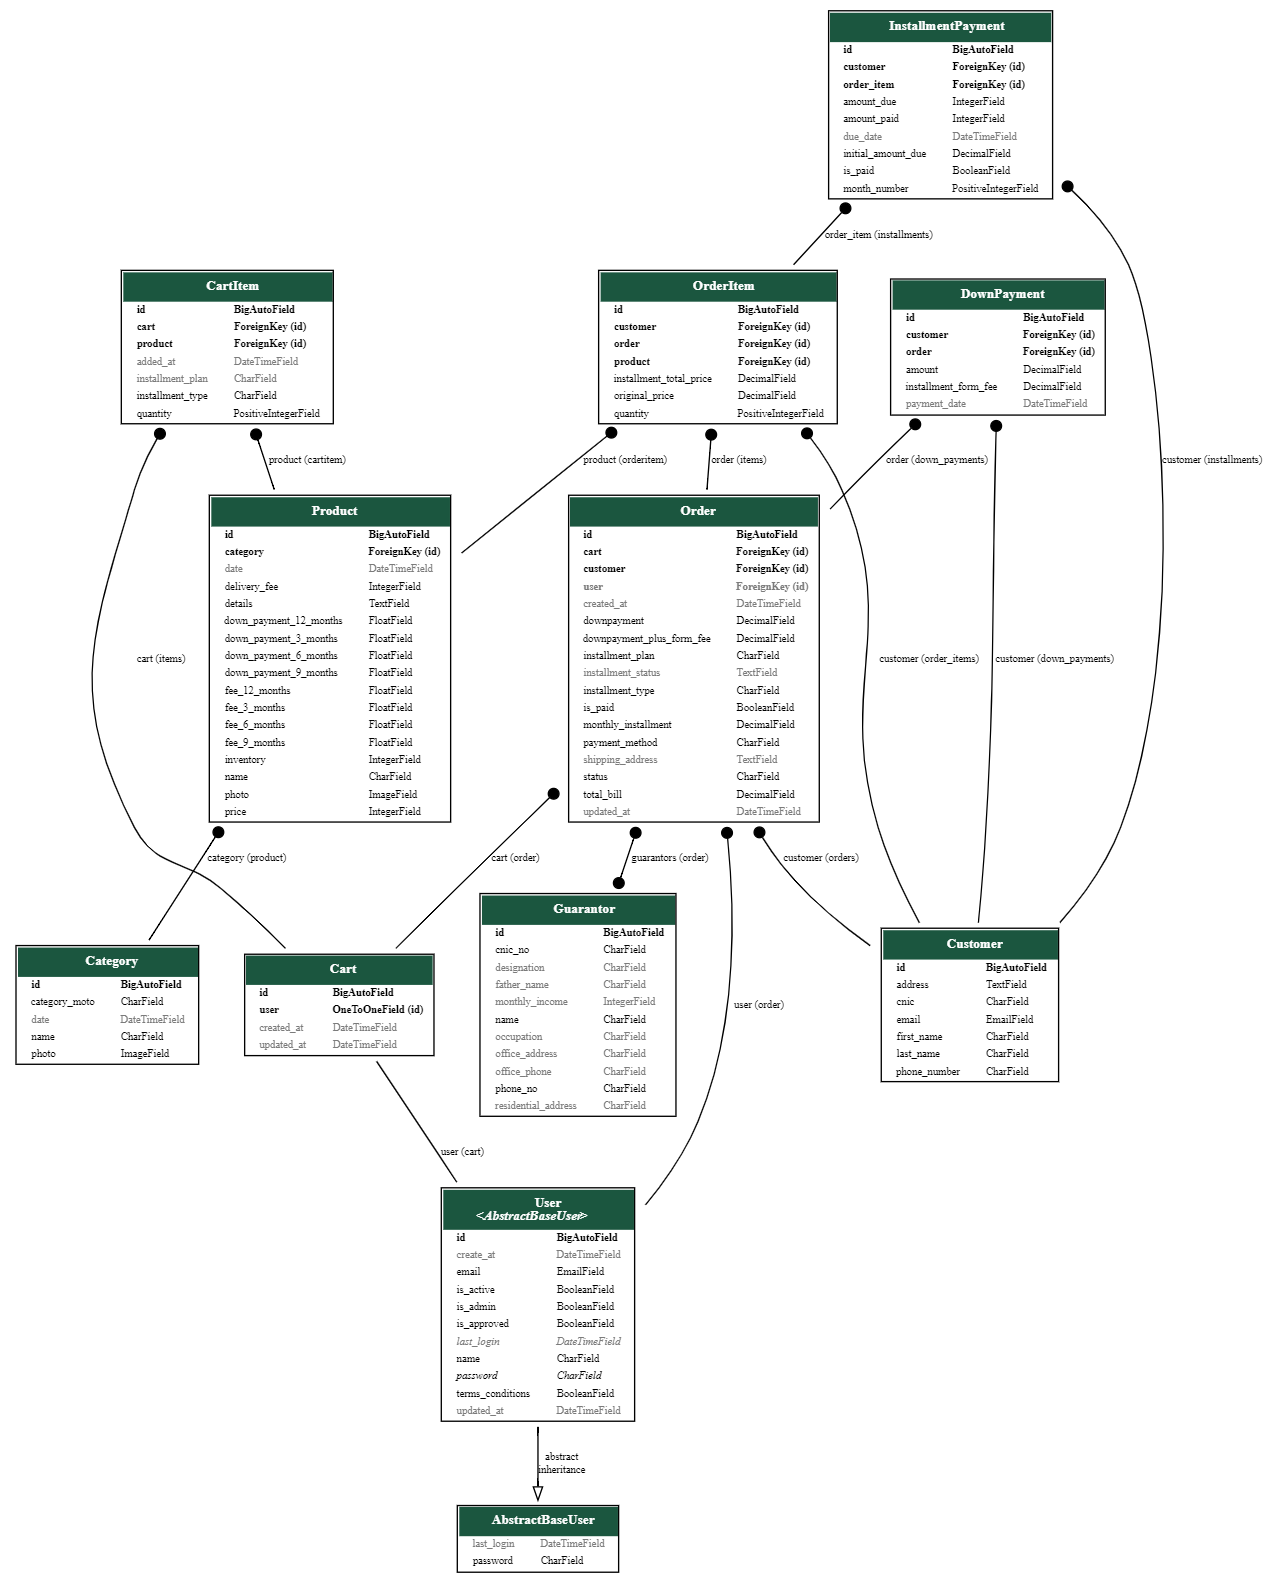 InstallmentPayment
id BigAutoField
customer ForeignKey (id)
order_item ForeignKey (id)
amount_due IntegerField
amount_paid IntegerField
due_date DateTimeField
initial_amount_due DecimalField
is_paid BooleanField
month_number PositiveIntegerField
order_item (installments)
CartItem
id BigAutoField
cart ForeignKey (id)
product ForeignKey (id)
added_at DateTimeField
installment_plan CharField
installment_type CharField
quantity PositiveIntegerField
OrderItem
id BigAutoField
customer ForeignKey (id)
order ForeignKey (id)
product ForeignKey (id)
installment_total_price DecimalField
original_price DecimalField
quantity PositiveIntegerField
DownPayment
id BigAutoField
customer ForeignKey (id)
order ForeignKey (id)
amount DecimalField
installment_form_fee DecimalField
payment_date DateTimeField
product (cartitem)
product (orderitem)
order (items)
order (down_payments)
customer (installments)
Product
id BigAutoField
category ForeignKey (id)
date DateTimeField
delivery_fee IntegerField
details TextField
down_payment_12_months FloatField
down_payment_3_months FloatField
down_payment_6_months FloatField
down_payment_9_months FloatField
fee_12_months FloatField
fee_3_months FloatField
fee_6_months FloatField
fee_9_months FloatField
inventory IntegerField
name CharField
photo ImageField
price IntegerField
Order
id BigAutoField
cart ForeignKey (id)
customer ForeignKey (id)
user ForeignKey (id)
created_at DateTimeField
downpayment DecimalField
downpayment_plus_form_fee DecimalField
installment_plan CharField
installment_status TextField
installment_type CharField
is_paid BooleanField
monthly_installment DecimalField
payment_method CharField
shipping_address TextField
status CharField
total_bill DecimalField
updated_at DateTimeField
cart (items)
customer (order_items)
customer (down_payments)
category (product)
cart (order)
guarantors (order)
customer (orders)
Category
id BigAutoField
category_moto CharField
date DateTimeField
name CharField
photo ImageField
Cart
id BigAutoField
user OneToOneField (id)
created_at DateTimeField
updated_at DateTimeField
Guarantor
id BigAutoField
cnic_no CharField
designation CharField
father_name CharField
monthly_income IntegerField
name CharField
occupation CharField
office_address CharField
office_phone CharField
phone_no CharField
residential_address CharField
user (order)
Customer
id BigAutoField
address TextField
cnic CharField
email EmailField
first_name CharField
last_name CharField
phone_number CharField
user (cart)
User
<AbstractBaseUser>
id BigAutoField
create_at DateTimeField
email EmailField
is_active BooleanField
is_admin BooleanField
is_approved BooleanField
last_login DateTimeField
name CharField
password CharField
terms_conditions BooleanField
updated_at DateTimeField
abstract
inheritance
AbstractBaseUser
last_login DateTimeField
password CharField